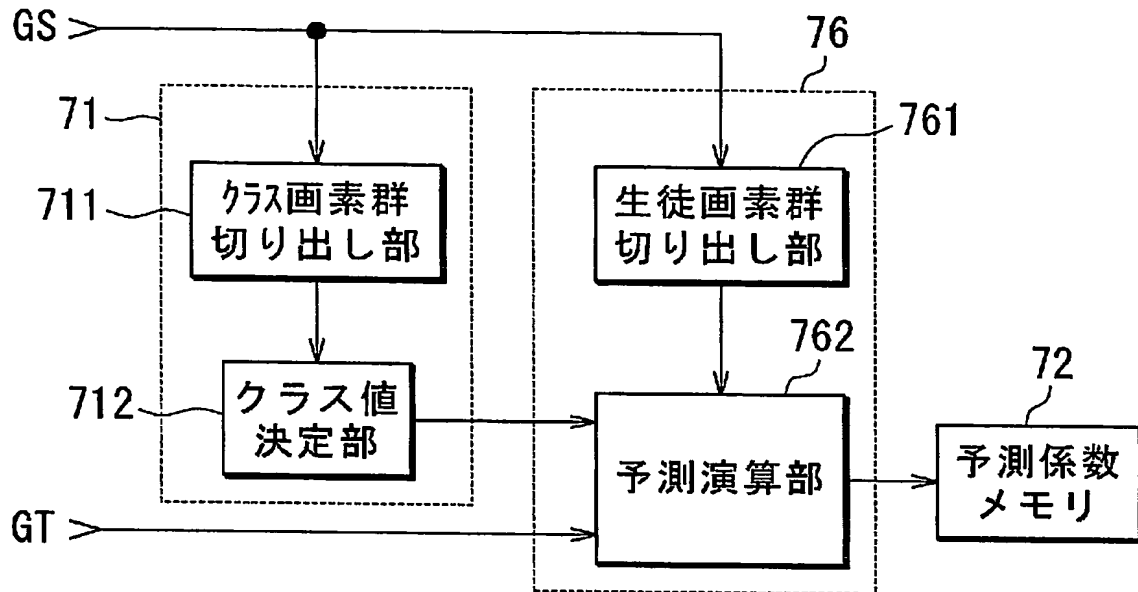 GS
76
71
761
711
クラス画素群
切り出し部
生徒画素群
切り出し部
762
72
712
クラス値
決定部
予測演算部
予測係数
メモリ
GT